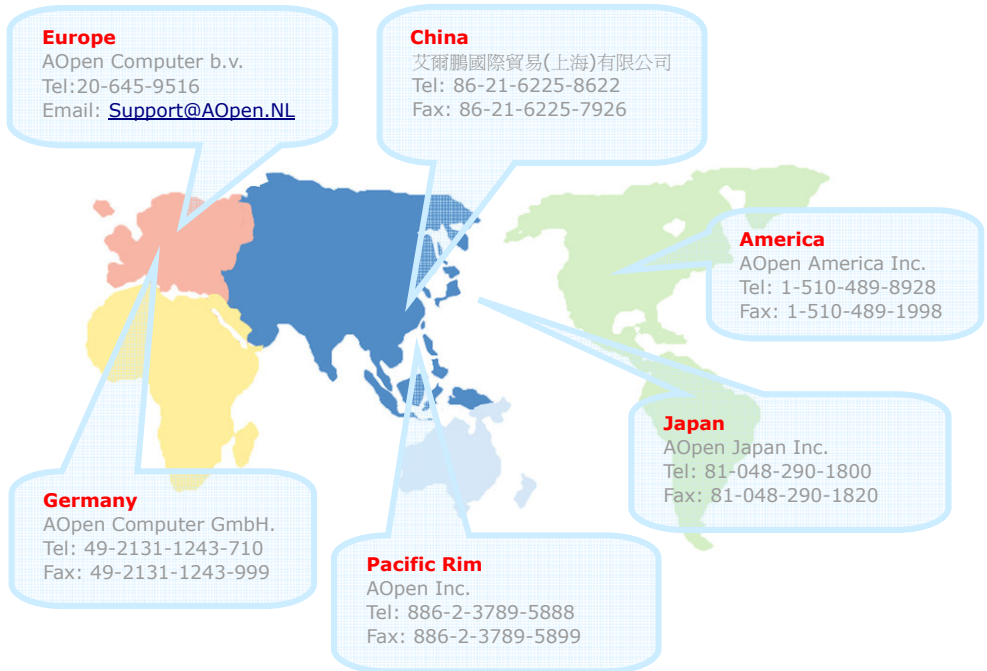 Europe
AOpen Computer b.v.
Tel:20-645-9516
Email: Support@AOpen.NL
China
艾爾鵬國際貿易(上海)有限公司
Tel: 86-21-6225-8622
Fax: 86-21-6225-7926
America
AOpen America Inc.
Tel: 1-510-489-8928
Fax: 1-510-489-1998
Japan
AOpen Japan Inc.
Tel: 81-048-290-1800
Fax: 81-048-290-1820
Germany
AOpen Computer GmbH.
Tel: 49-2131-1243-710
Fax: 49-2131-1243-999
Pacific Rim
AOpen Inc.
Tel: 886-2-3789-5888
Fax: 886-2-3789-5899